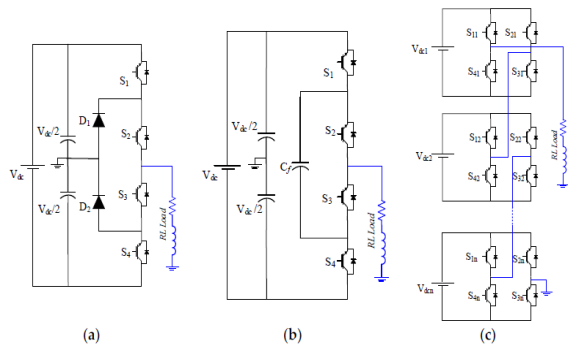 S1
D1
S2
Vdc/2
Vdc
Vdc/2
D2
S3
S4
RL Load
(a)
S1
Vdc/2
S2
Vdc
Cf
Vdc/2
S3
S4
RL Load
(b)
S11
S21
Vdc1
S41
S31
RL Load
S12
S22
Vdc2
S42
S32
S1n
S2n
Vdcn
S4n
S3n
(c)